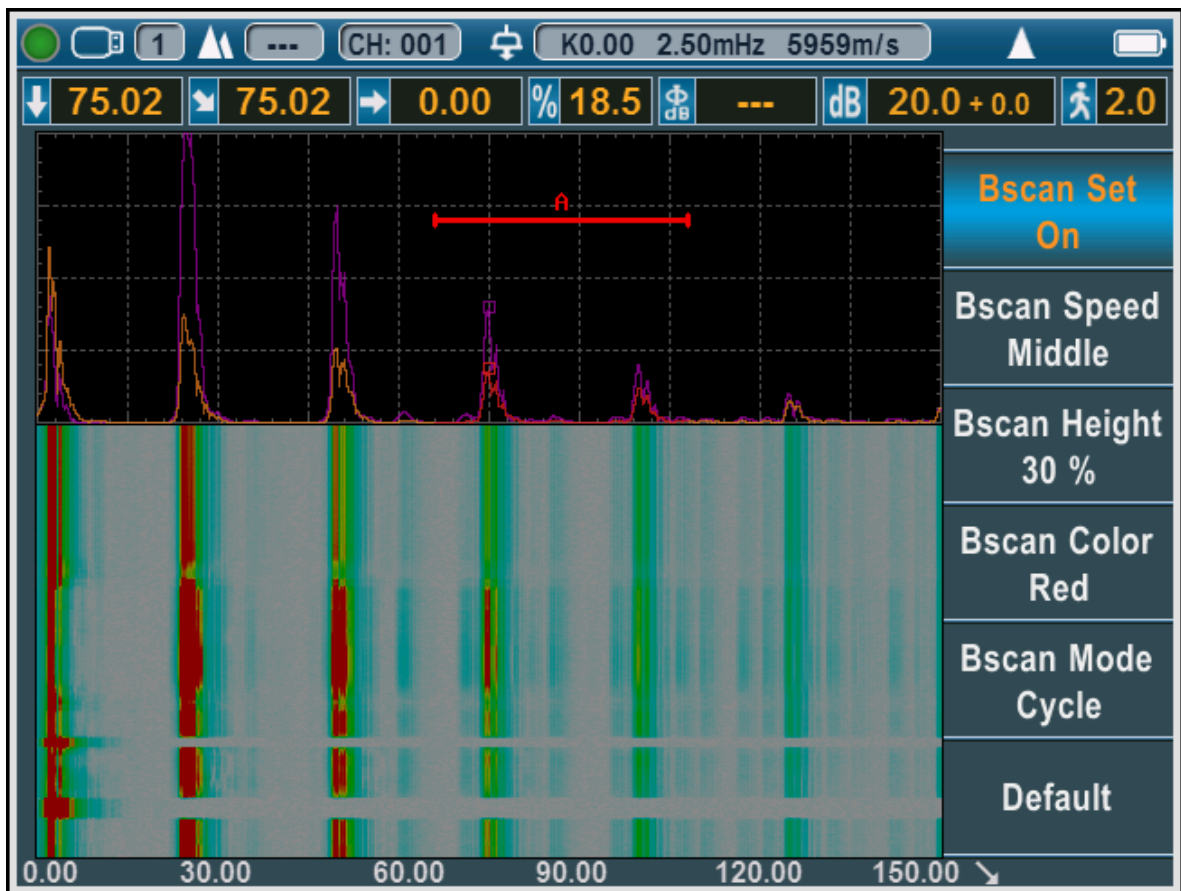 1 --- CH: 001 K0.00 2.50mHz 5959m/s
75.02 75.02 0.00 % 18.5 Φ dB --- dB 20.0 + 0.0 2.0
A
Bscan Set
On
Bscan Speed
Middle
Bscan Height
30 %
Bscan Color
Red
Bscan Mode
Cycle
Default
0.00 30.00 60.00 90.00 120.00 150.00